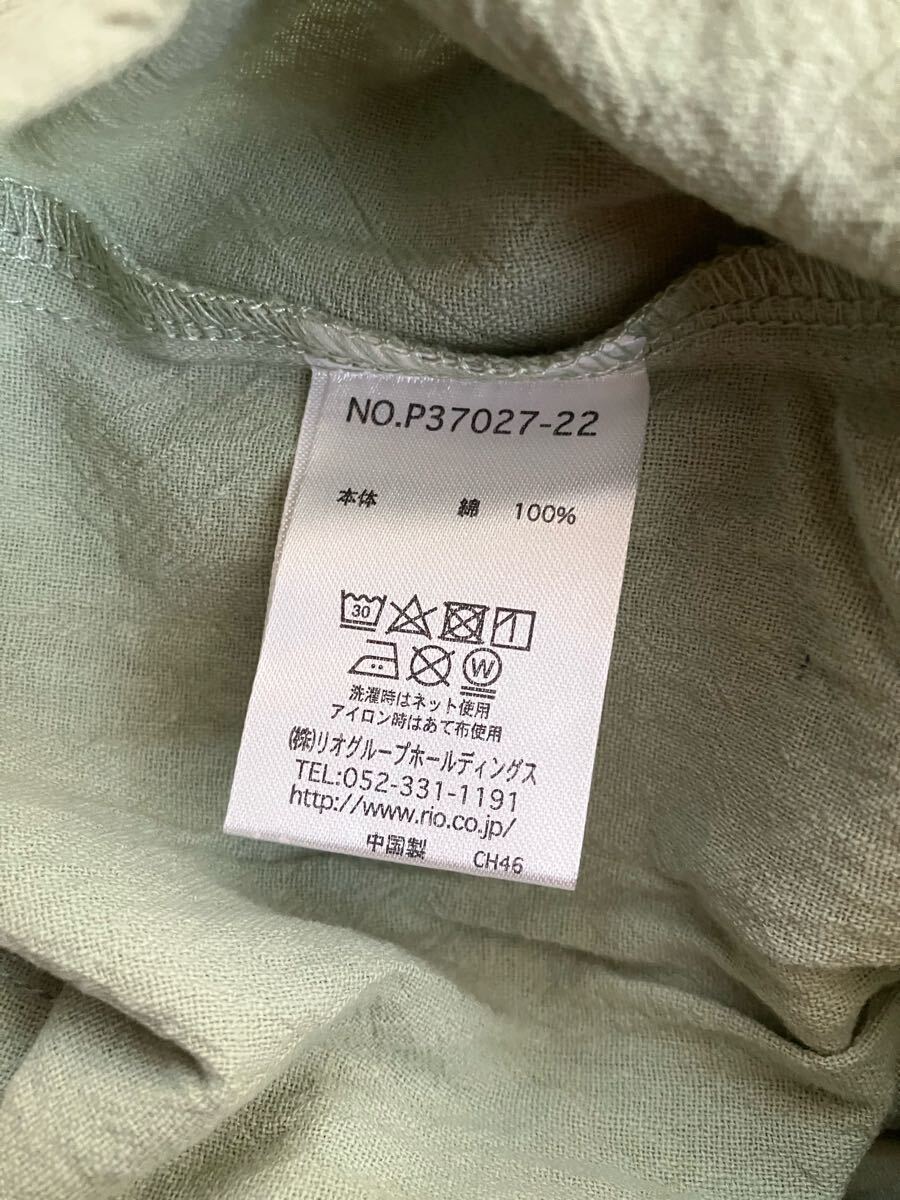 NO.P37027-22
本体 綿 100%
30
W
洗濯時はネット使用
アイロン時はあて布使用
(株)リオグループホールディングス
TEL:052-331-1191
http://www.rio.co.jp/
中国製 CH46